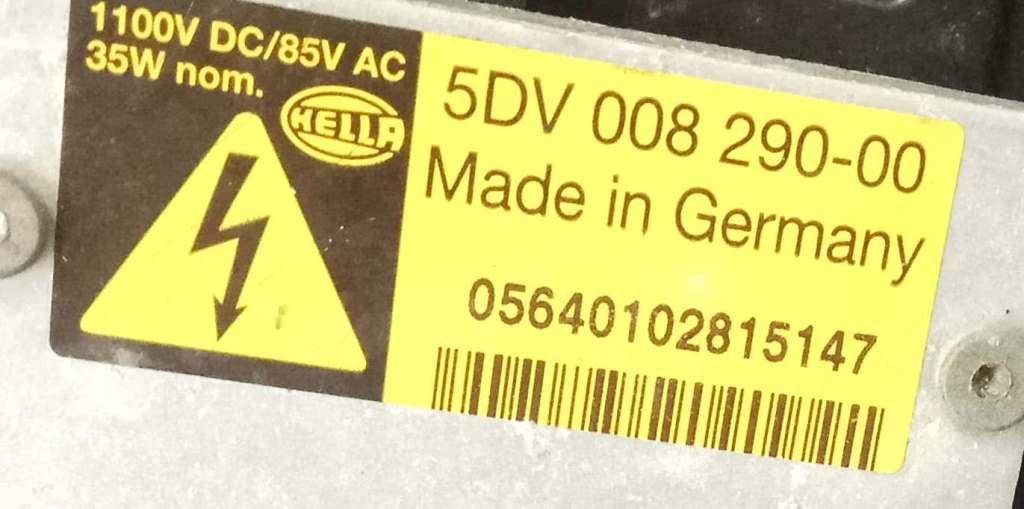 1100V DC/85V AC
35W nom.
HELLA
5DV 008 290-00
Made in Germany
05640102815147